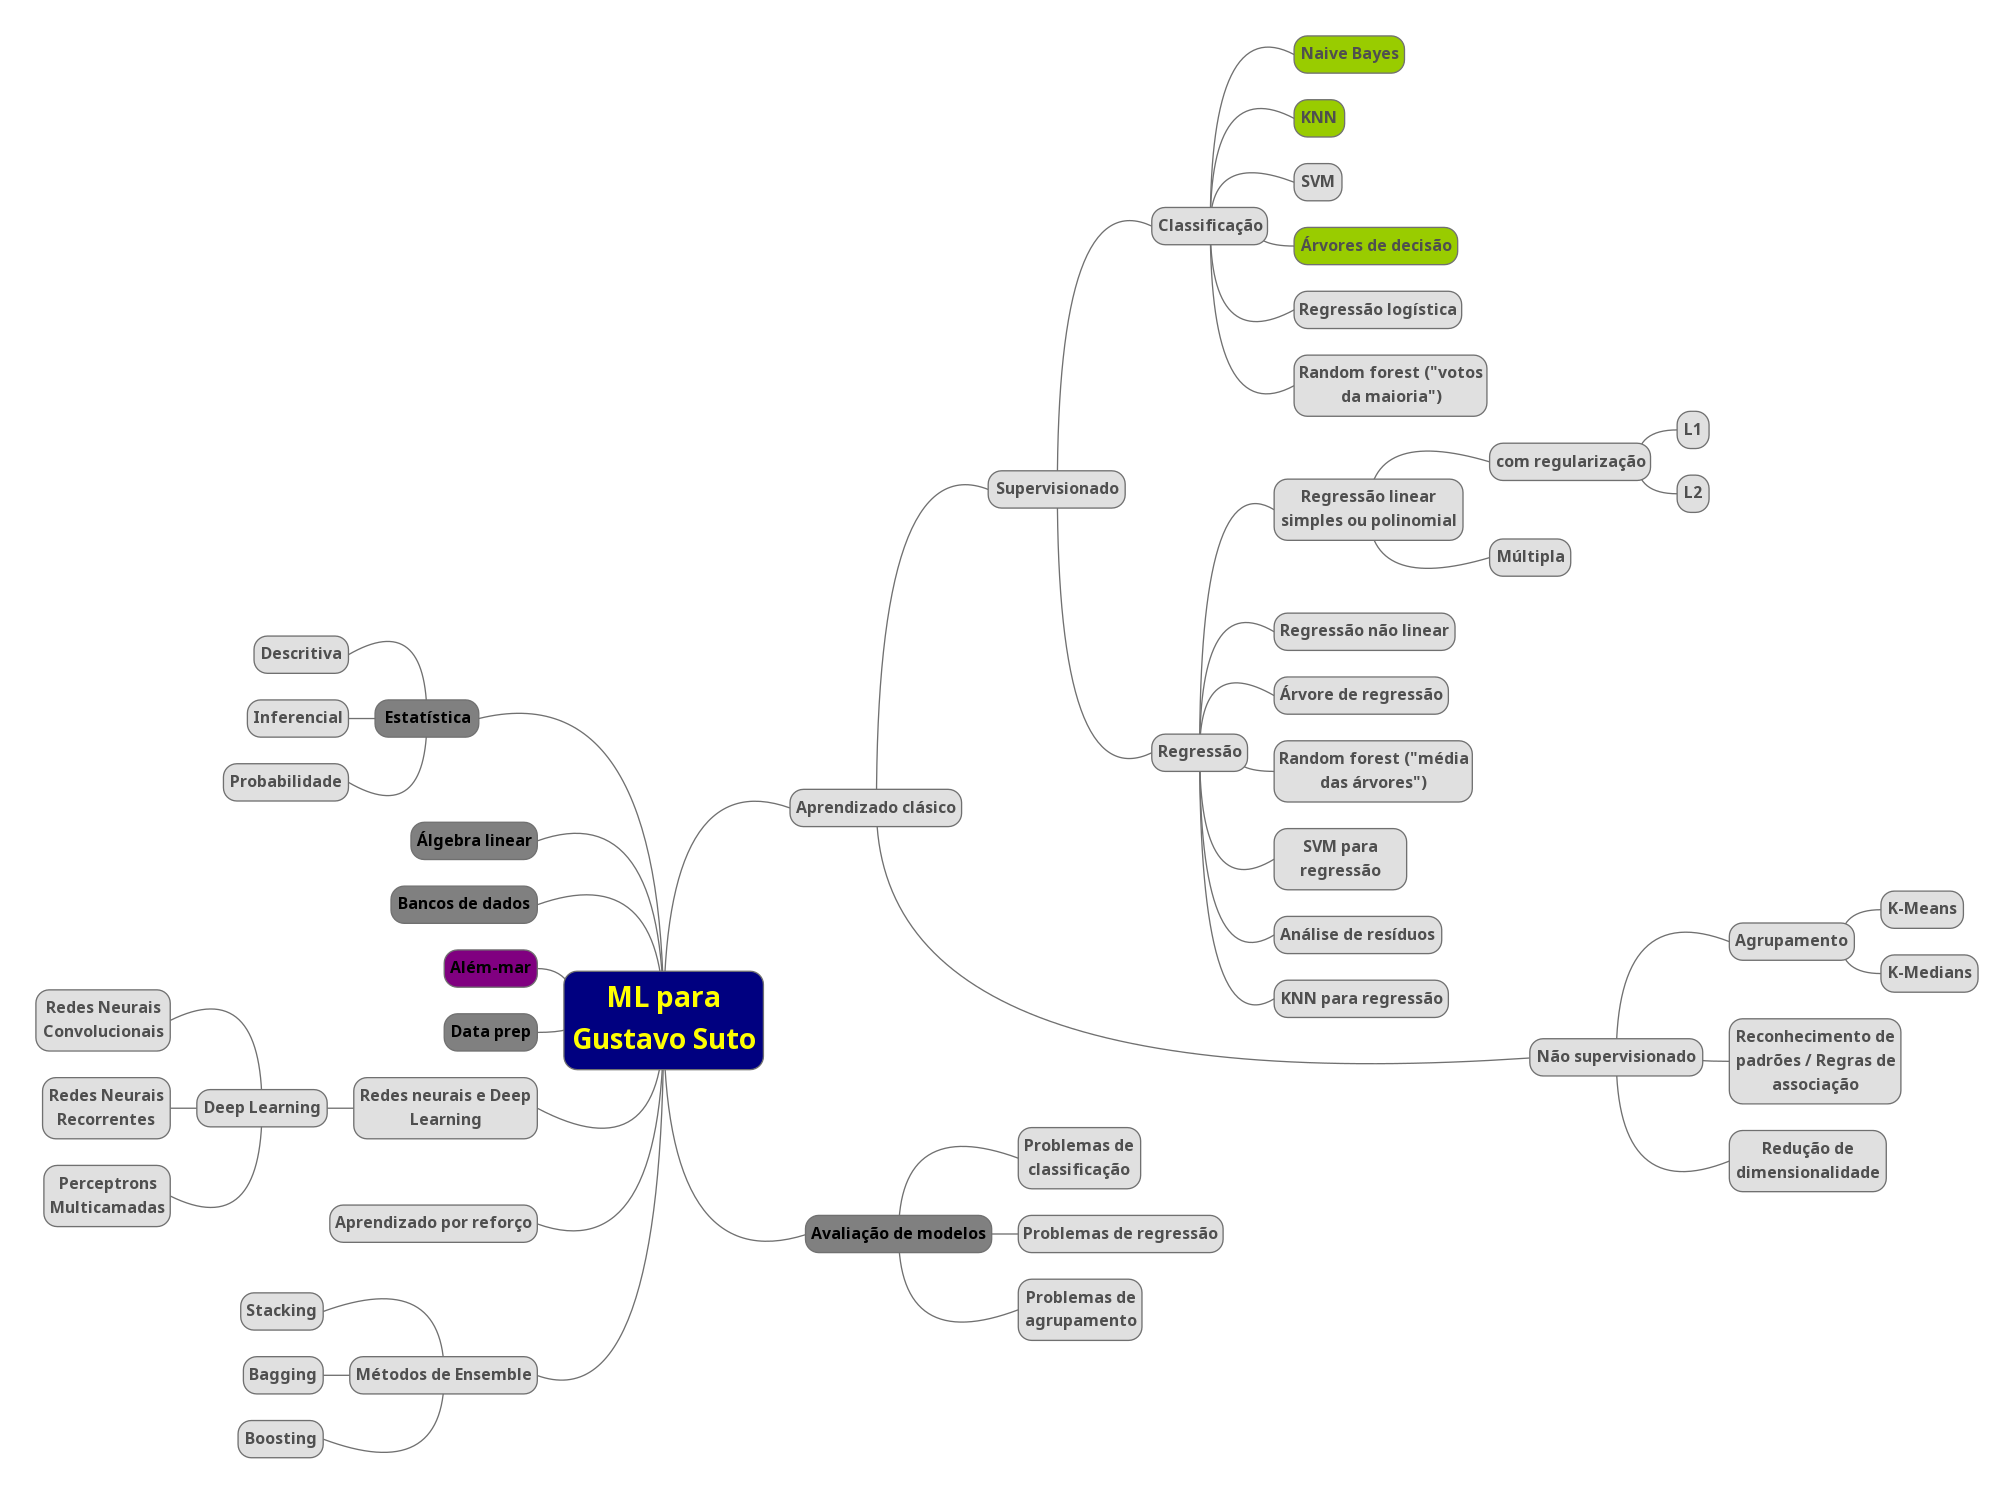 Naive Bayes
KNN
SVM
Classificação
Árvores de decisão
Regressão logística
Random forest ("votos
da maioria")
L1
com regularização
L2
Supervisionado
Regressão linear
simples ou polinomial
Múltipla
Regressão não linear
Árvore de regressão
Regressão
Random forest ("média
das árvores")
SVM para
regressão
Análise de resíduos
KNN para regressão
Aprendizado clásico
K-Means
Agrupamento
K-Medians
Não supervisionado
Reconhecimento de
padrões / Regras de
associação
Redução de
dimensionalidade
Descritiva
Inferencial
Estatística
Probabilidade
Álgebra linear
Bancos de dados
Além-mar
ML para
Gustavo Suto
Data prep
Redes Neurais
Convolucionais
Redes Neurais
Recorrentes
Deep Learning
Redes neurais e Deep
Learning
Perceptrons
Multicamadas
Aprendizado por reforço
Stacking
Bagging
Métodos de Ensemble
Boosting
Problemas de
classificação
Avaliação de modelos
Problemas de regressão
Problemas de
agrupamento